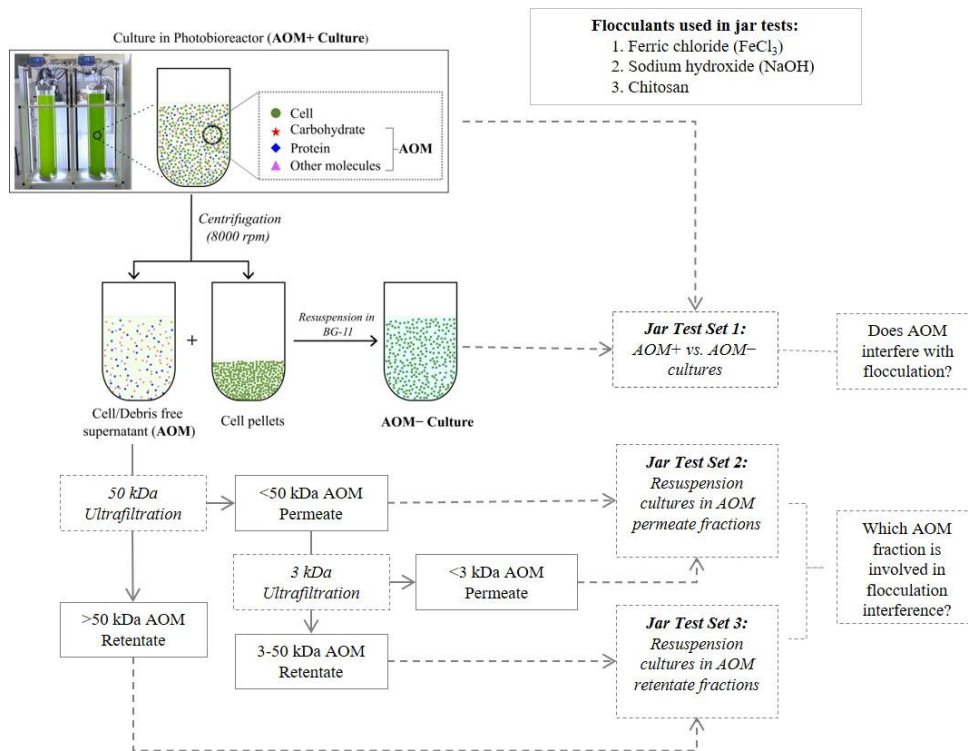 Culture in Photobioreactor (AOM+ Culture)
Cell
Carbohydrate
Protein
Other molecules
AOM
Flocculants used in jar tests:
1. Ferric chloride (FeCl₃)
2. Sodium hydroxide (NaOH)
3. Chitosan
Centrifugation
(8000 rpm)
+
Resuspension in
BG-11
Cell/Debris free
supernatant (AOM)
Cell pellets
AOM− Culture
Jar Test Set 1:
AOM+ vs. AOM−
cultures
Does AOM
interfere with
flocculation?
50 kDa
Ultrafiltration
<50 kDa AOM
Permeate
Jar Test Set 2:
Resuspension
cultures in AOM
permeate fractions
3 kDa
Ultrafiltration
<3 kDa AOM
Permeate
Which AOM
fraction is
involved in
flocculation
interference?
>50 kDa AOM
Retentate
3-50 kDa AOM
Retentate
Jar Test Set 3:
Resuspension
cultures in AOM
retentate fractions